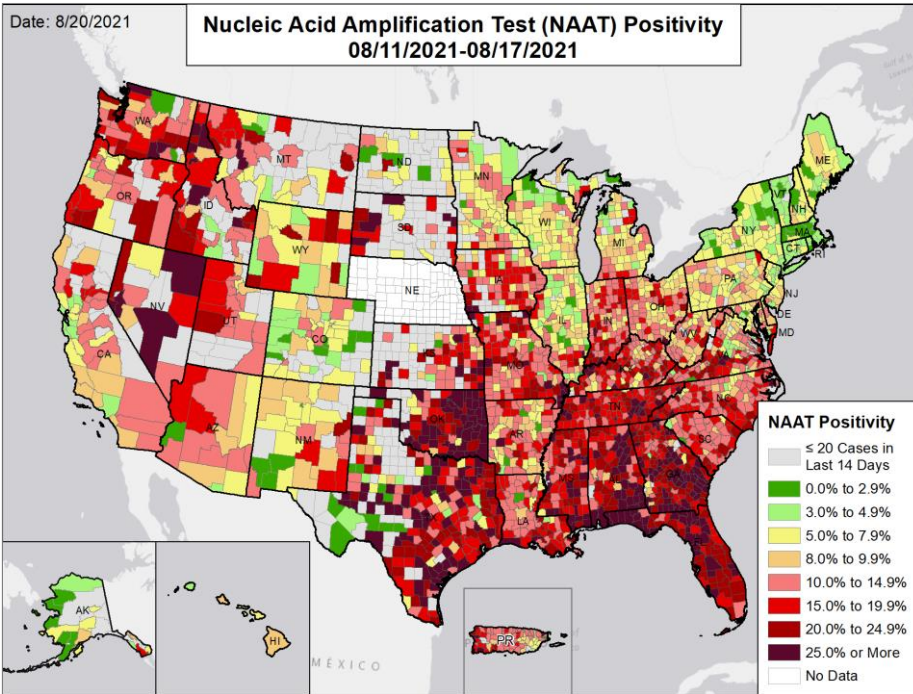 Date: 8/20/2021
Nucleic Acid Amplification Test (NAAT) Positivity
08/11/2021-08/17/2021
WA
MT
ND
MN
ME
OR
ID
WY
SD
WI
MI
NY
VT
NH
MA
CT
RI
NV
UT
CO
NE
IA
IL
IN
OH
PA
NJ
DE
MD
WV
VA
CA
AZ
NM
KS
MO
KY
OK
AR
TN
NC
SC
LA
MS
AL
GA
FL
AK
HI
PR
MÉXICO
NAAT Positivity
≤ 20 Cases in
Last 14 Days
0.0% to 2.9%
3.0% to 4.9%
5.0% to 7.9%
8.0% to 9.9%
10.0% to 14.9%
15.0% to 19.9%
20.0% to 24.9%
25.0% or More
No Data